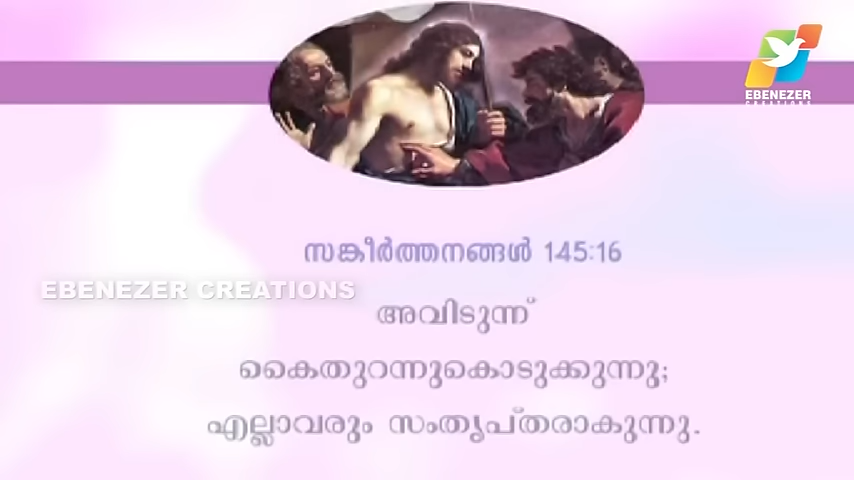 EBENEZER
CREATIONS
സങ്കീർത്തനങ്ങൾ 145:16
EBENEZER CREATIONS
അവിടുന്ന്
കൈതുറന്നുകൊടുക്കുന്നു;
എല്ലാവരും സംതൃപ്തരാകുന്നു.